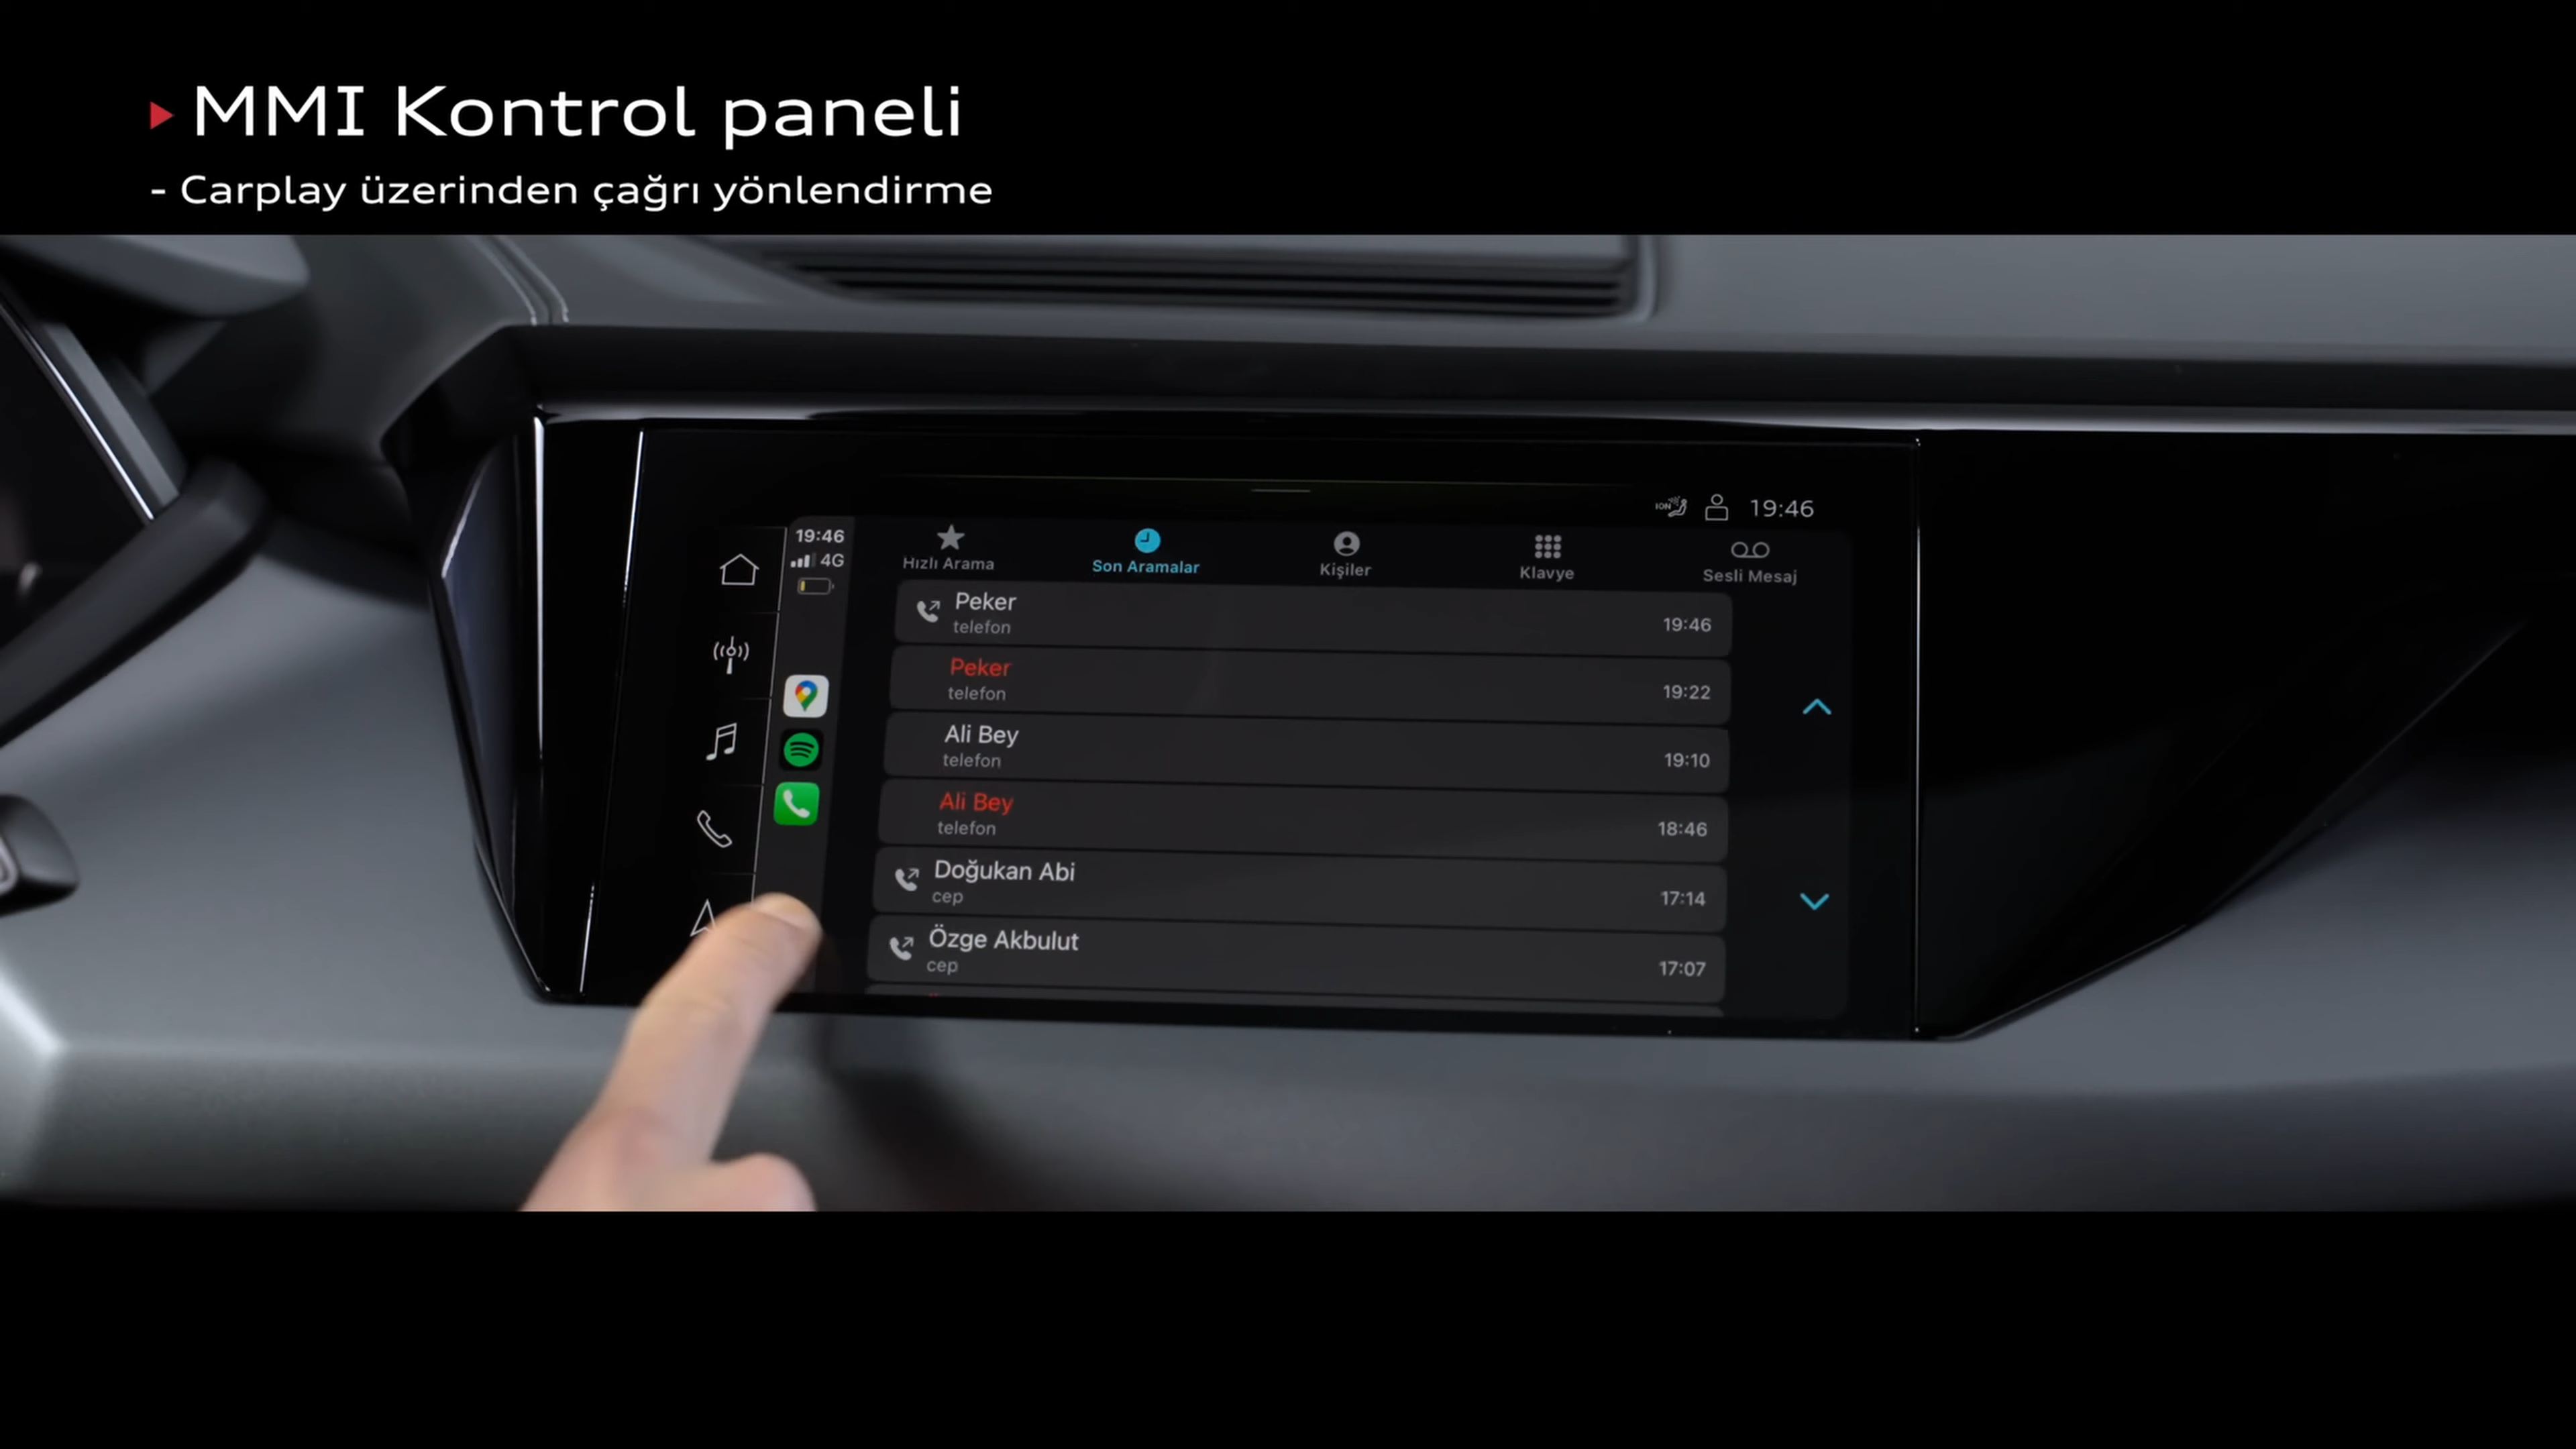 MMI Kontrol paneli
- Carplay üzerinden çağrı yönlendirme
ION 19:46
19:46
4G
Hızlı Arama
Son Aramalar
Kişiler
Klavye
Sesli Mesaj
Peker
telefon
19:46
Peker
telefon
19:22
Ali Bey
telefon
19:10
Ali Bey
telefon
18:46
Doğukan Abi
cep
17:14
Özge Akbulut
cep
17:07